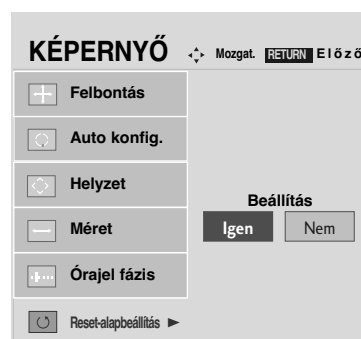 KÉPERNYŐ Mozgat. RETURN Előző
Felbontás
Auto konfig.
Helyzet
Méret
Órajel fázis
Reset-alapbeállítás
Beállítás
Igen Nem